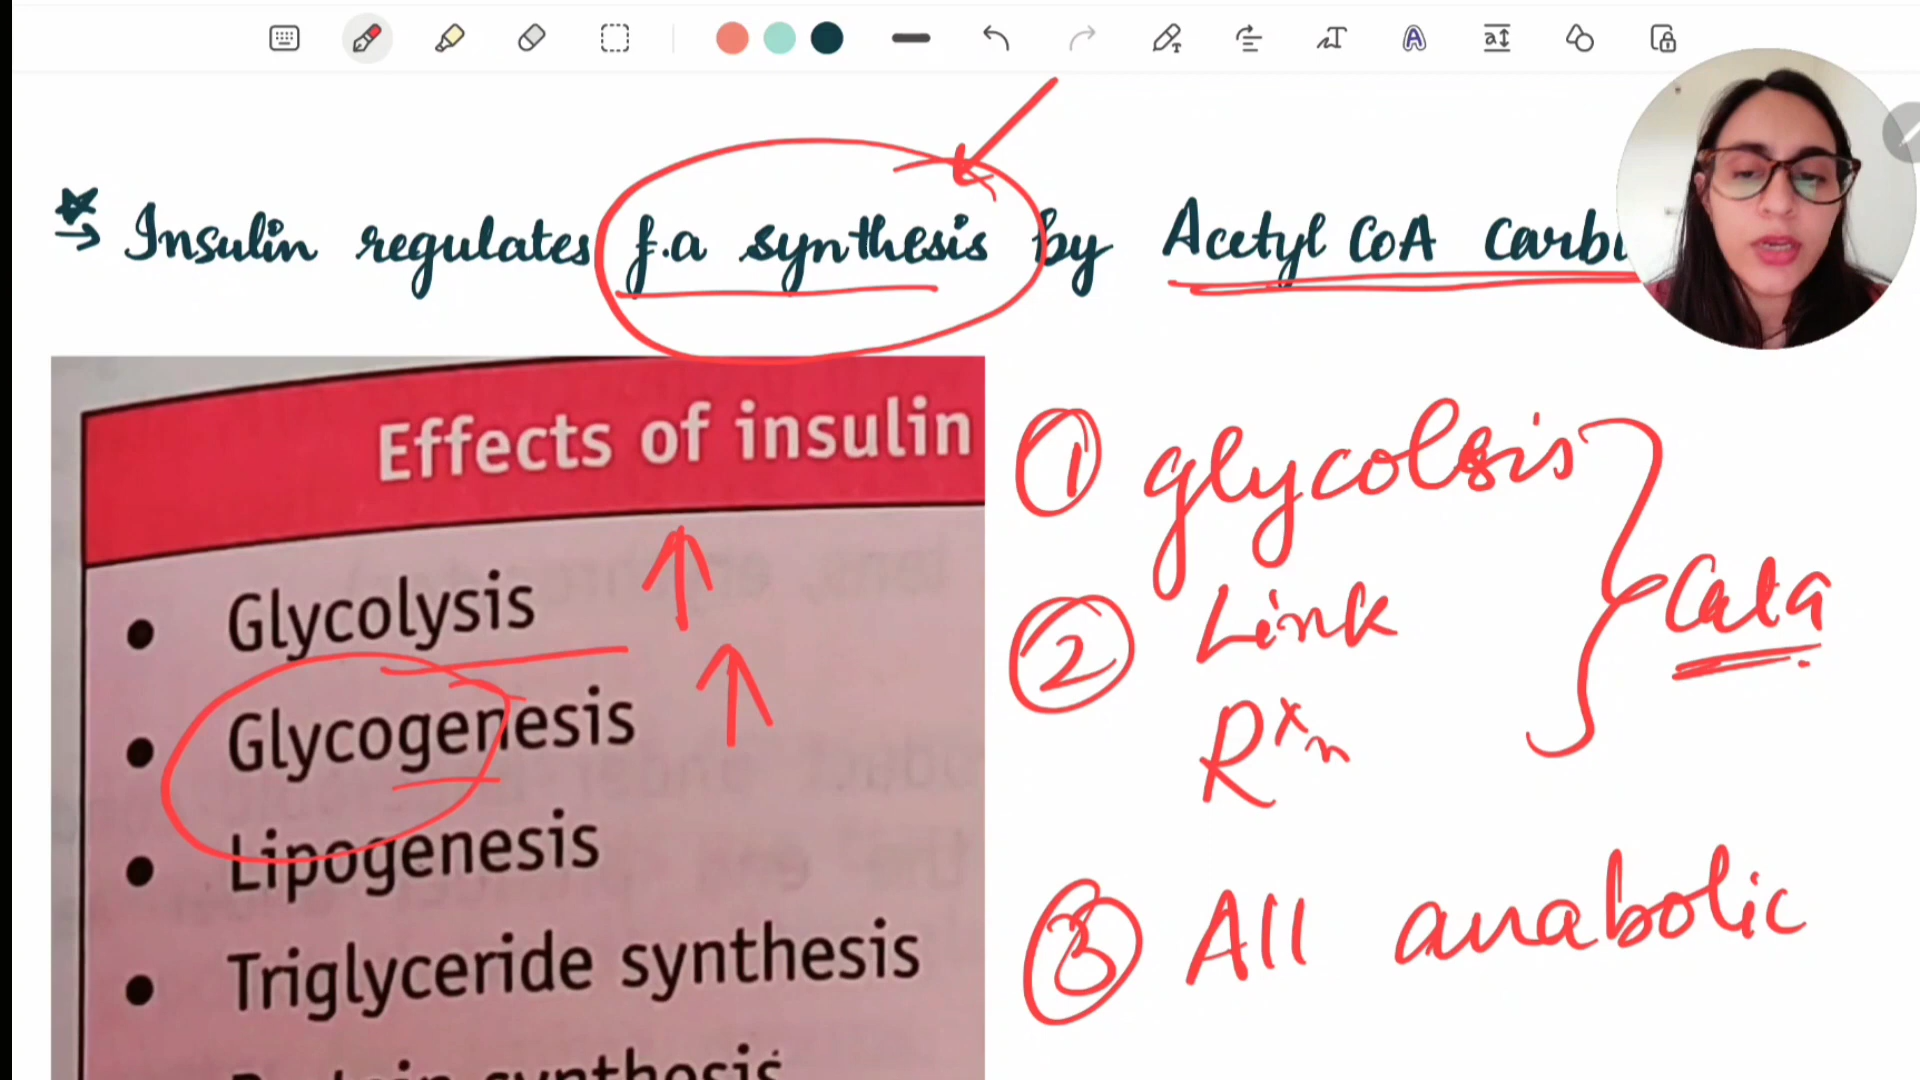 Insulin regulates f.a synthesis by Acetyl CoA
Effects of insulin
• Glycolysis
• Glycogenesis
• Lipogenesis
• Triglyceride synthesis
synthesis
1 glycolsis
2 Link
Rxn
Cata
3 All anabolic